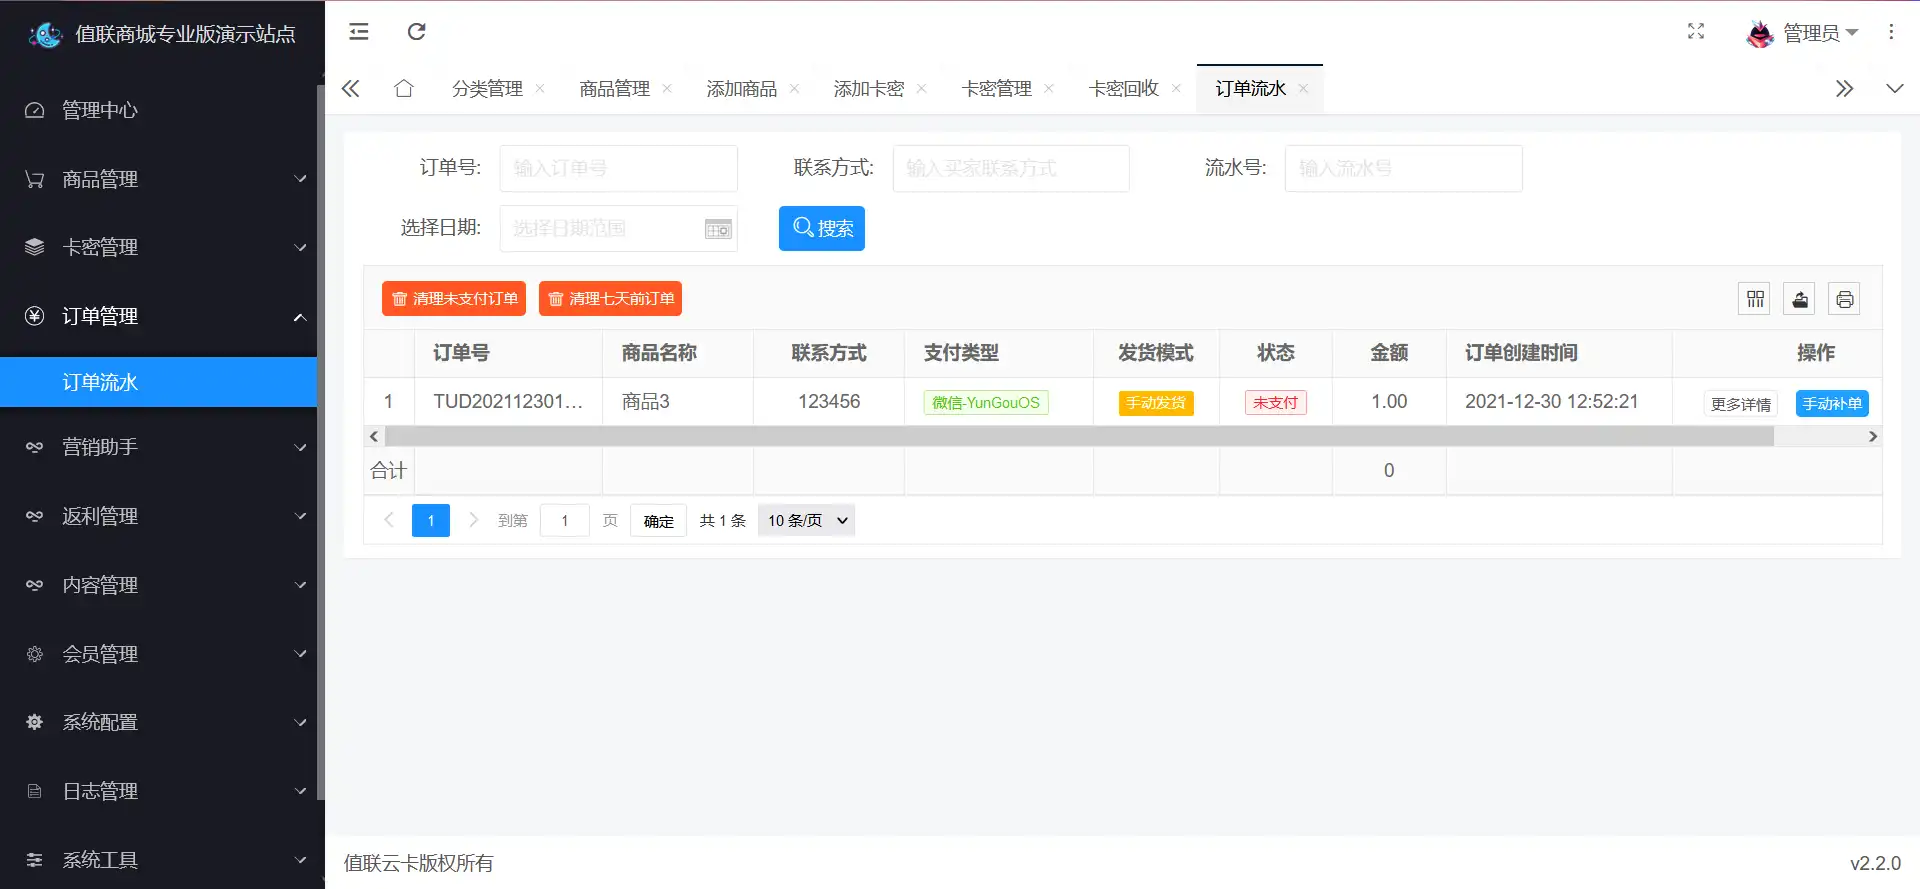 值联商城专业版演示站点
管理员
分类管理 商品管理 添加商品 添加卡密 卡密管理 卡密回收 订单流水
管理中心
商品管理
卡密管理
订单管理
订单流水
营销助手
返利管理
内容管理
会员管理
系统配置
日志管理
系统工具
订单号: 输入订单号 联系方式: 输入买家联系方式 流水号: 输入流水号
选择日期: 选择日期范围 搜索
清理未支付订单 清理七天前订单
订单号 商品名称 联系方式 支付类型 发货模式 状态 金额 订单创建时间 操作
1 TUD202112301... 商品3 123456 微信-YunGouOS 手动发货 未支付 1.00 2021-12-30 12:52:21 更多详情 手动补单
合计 0
1 到第 1 页 确定 共 1 条 10 条/页
值联云卡版权所有 v2.2.0